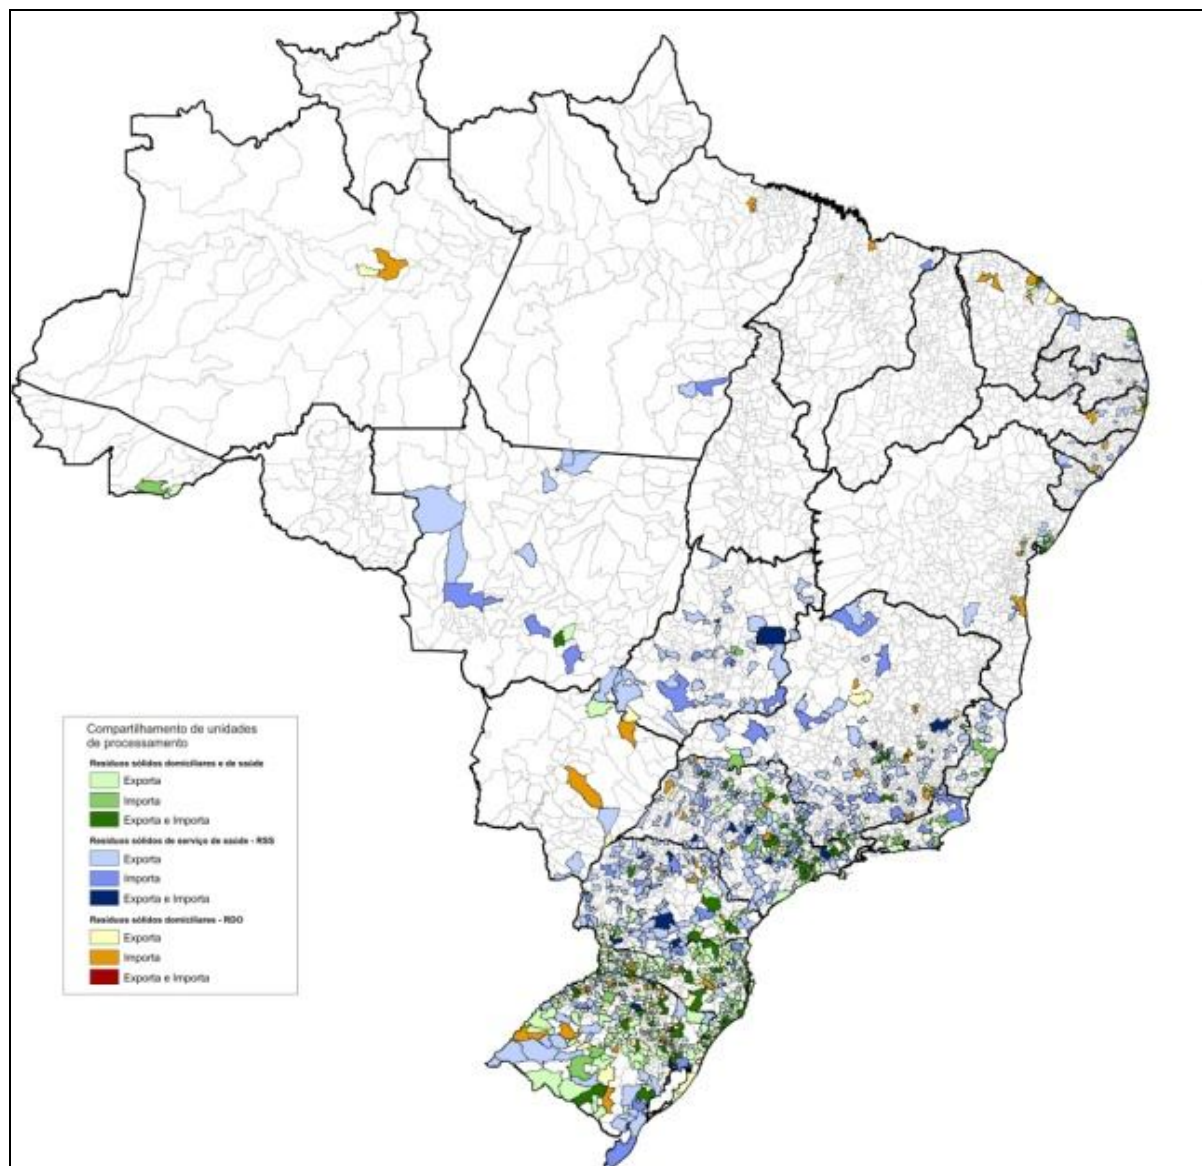 Compartilhamento de unidades
de processamento
Resíduos sólidos domiciliares e de saúde
Exporta
Importa
Exporta e Importa
Resíduos sólidos de serviço de saúde - RSS
Exporta
Importa
Exporta e Importa
Resíduos sólidos domiciliares - RDO
Exporta
Importa
Exporta e Importa